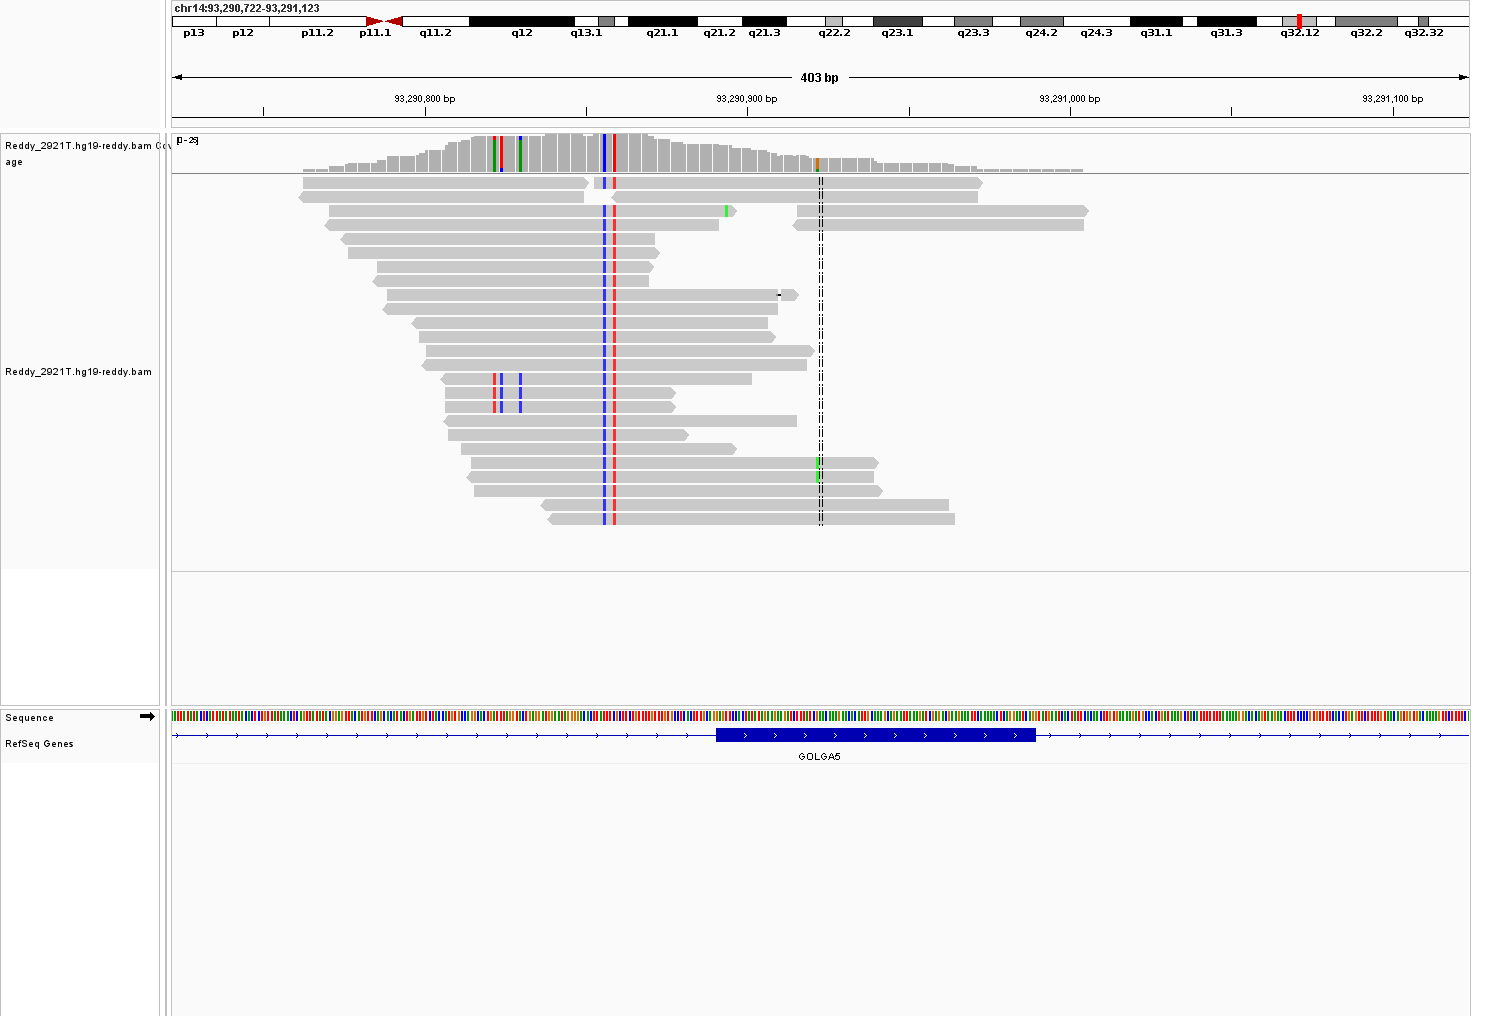 chr14:93,290,722-93,291,123
p13 p12 p11.2 p11.1 q11.2 q12 q13.1 q21.1 q21.2 q21.3 q22.2 q23.1 q23.3 q24.2 q24.3 q31.1 q31.3 q32.12 q32.2 q32.32
403 bp
93,290,800 bp 93,290,900 bp 93,291,000 bp 93,291,100 bp
Reddy_2921T.hg19-reddy.bam Cov
age
[0-25]
Reddy_2921T.hg19-reddy.bam
Sequence
RefSeq Genes
GOLGA5